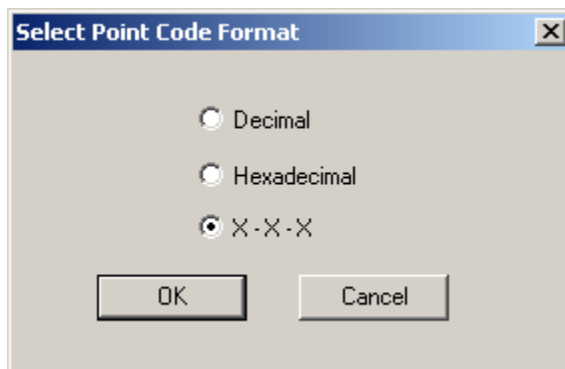 Select Point Code Format
Decimal
Hexadecimal
X - X - X
OK Cancel